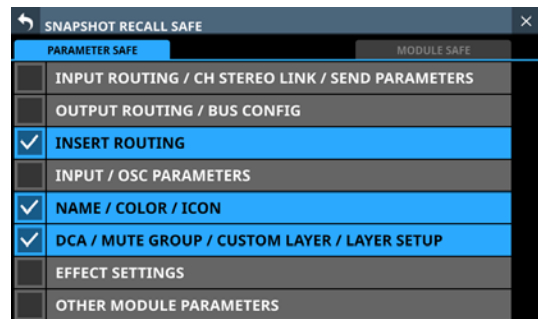 SNAPSHOT RECALL SAFE
PARAMETER SAFE
MODULE SAFE
INPUT ROUTING / CH STEREO LINK / SEND PARAMETERS
OUTPUT ROUTING / BUS CONFIG
INSERT ROUTING
INPUT / OSC PARAMETERS
NAME / COLOR / ICON
DCA / MUTE GROUP / CUSTOM LAYER / LAYER SETUP
EFFECT SETTINGS
OTHER MODULE PARAMETERS